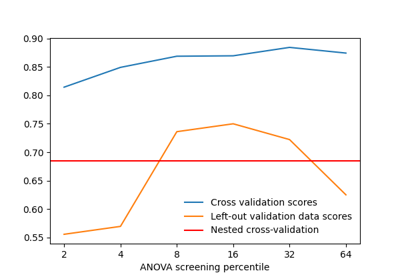 0.90
0.85
0.80
0.75
0.70
0.65
0.60
0.55
Cross validation scores
Left-out validation data scores
Nested cross-validation
2 4 8 16 32 64
ANOVA screening percentile